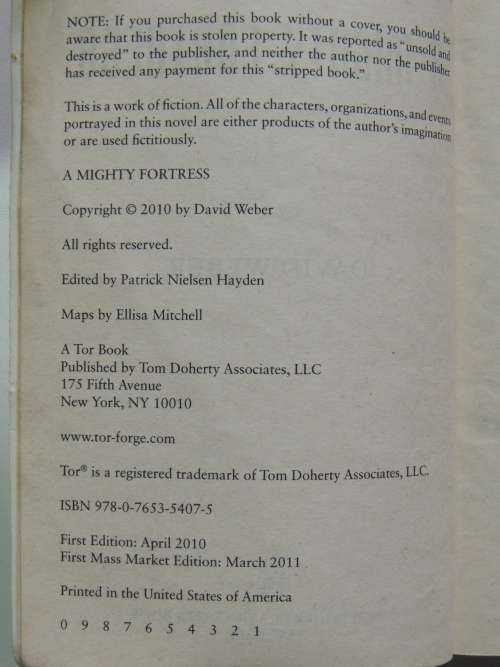 NOTE: If you purchased this book without a cover, you should be
aware that this book is stolen property. It was reported as “unsold and
destroyed” to the publisher, and neither the author nor the publisher
has received any payment for this “stripped book.”
This is a work of fiction. All of the characters, organizations, and events
portrayed in this novel are either products of the author’s imagination
or are used fictitiously.
A MIGHTY FORTRESS
Copyright © 2010 by David Weber
All rights reserved.
Edited by Patrick Nielsen Hayden
Maps by Ellisa Mitchell
A Tor Book
Published by Tom Doherty Associates, LLC
175 Fifth Avenue
New York, NY 10010
www.tor-forge.com
Tor® is a registered trademark of Tom Doherty Associates, LLC.
ISBN 978-0-7653-5407-5
First Edition: April 2010
First Mass Market Edition: March 2011
Printed in the United States of America
0 9 8 7 6 5 4 3 2 1